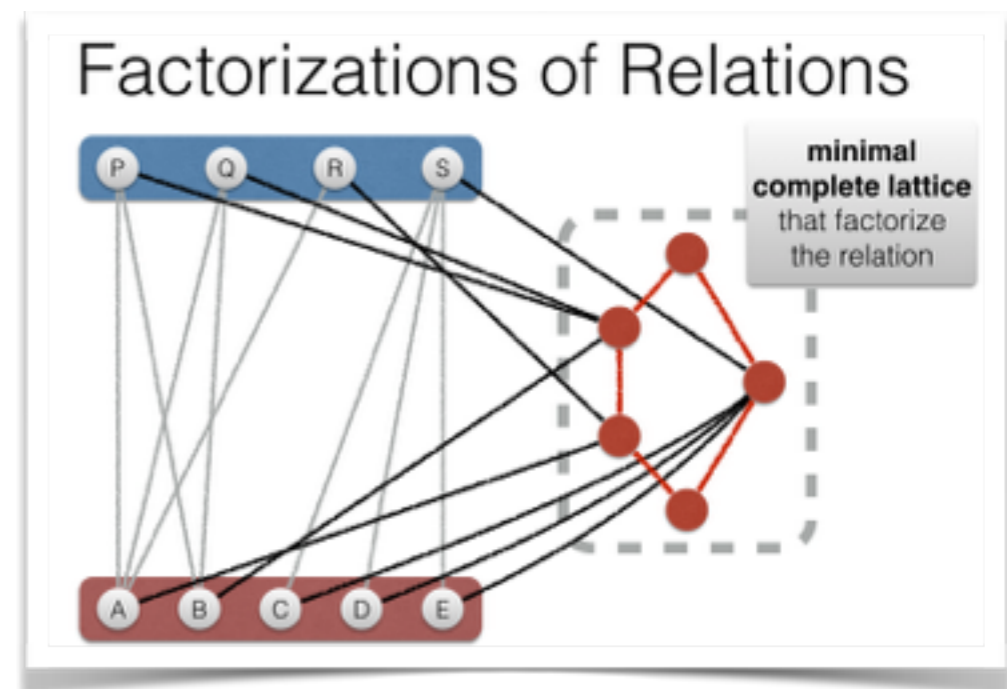 Factorizations of Relations
P Q R S
minimal
complete lattice
that factorize
the relation
A B C D E